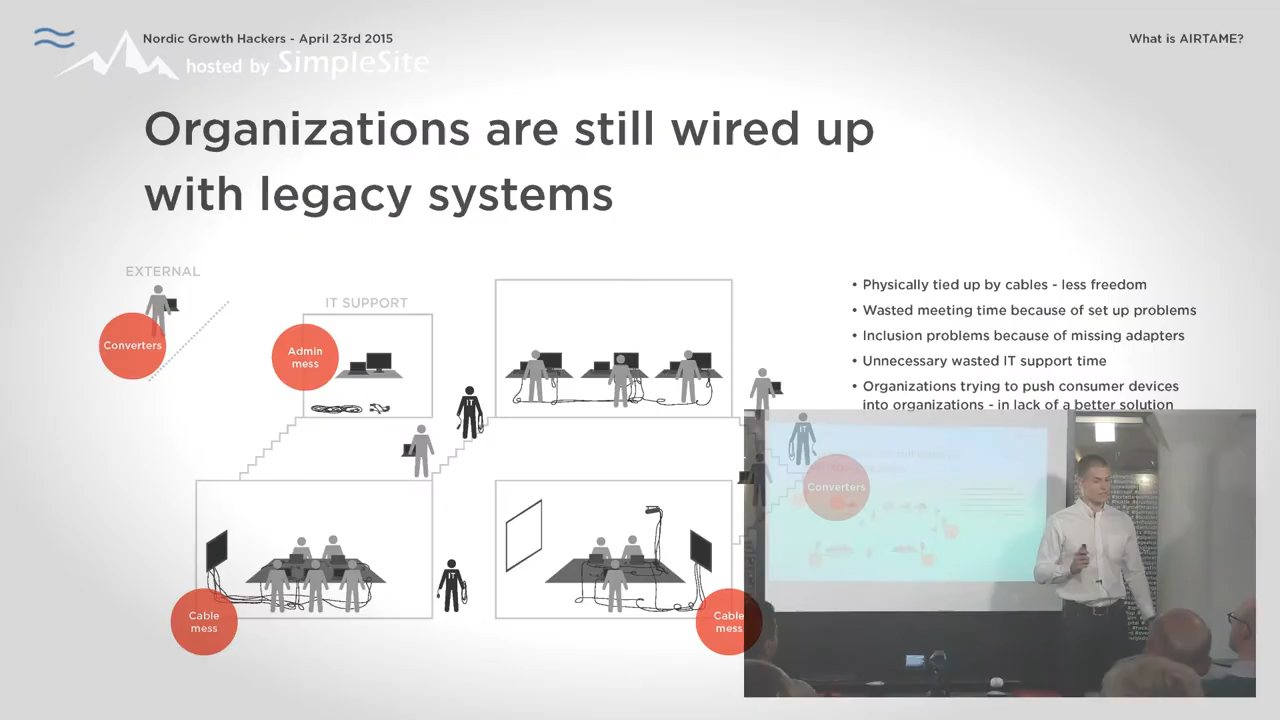 Nordic Growth Hackers - April 23rd 2015
What is AIRTAME?
hosted by SimpleSite
Organizations are still wired up
with legacy systems
EXTERNAL
Converters
IT SUPPORT
Admin
mess
IT
• Physically tied up by cables - less freedom
• Wasted meeting time because of set up problems
• Inclusion problems because of missing adapters
• Unnecessary wasted IT support time
• Organizations trying to push consumer devices
into organizations - in lack of a better solution
IT
Converters
IT
Cable
mess
Cable
mess